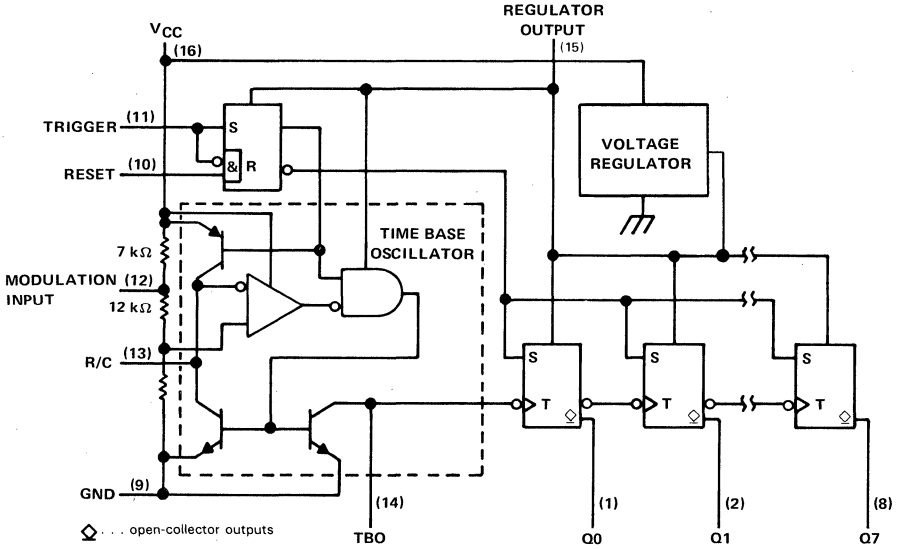 REGULATOR
OUTPUT
(15)
VCC
(16)
TRIGGER
(11)
S
& R
RESET
(10)
VOLTAGE
REGULATOR
TIME BASE
OSCILLATOR
7 kΩ
MODULATION
INPUT
(12)
12 kΩ
R/C
(13)
S
T
S
T
S
T
GND
(9)
(14)
TBO
(1)
Q0
(2)
Q1
(8)
Q7
. . . open-collector outputs